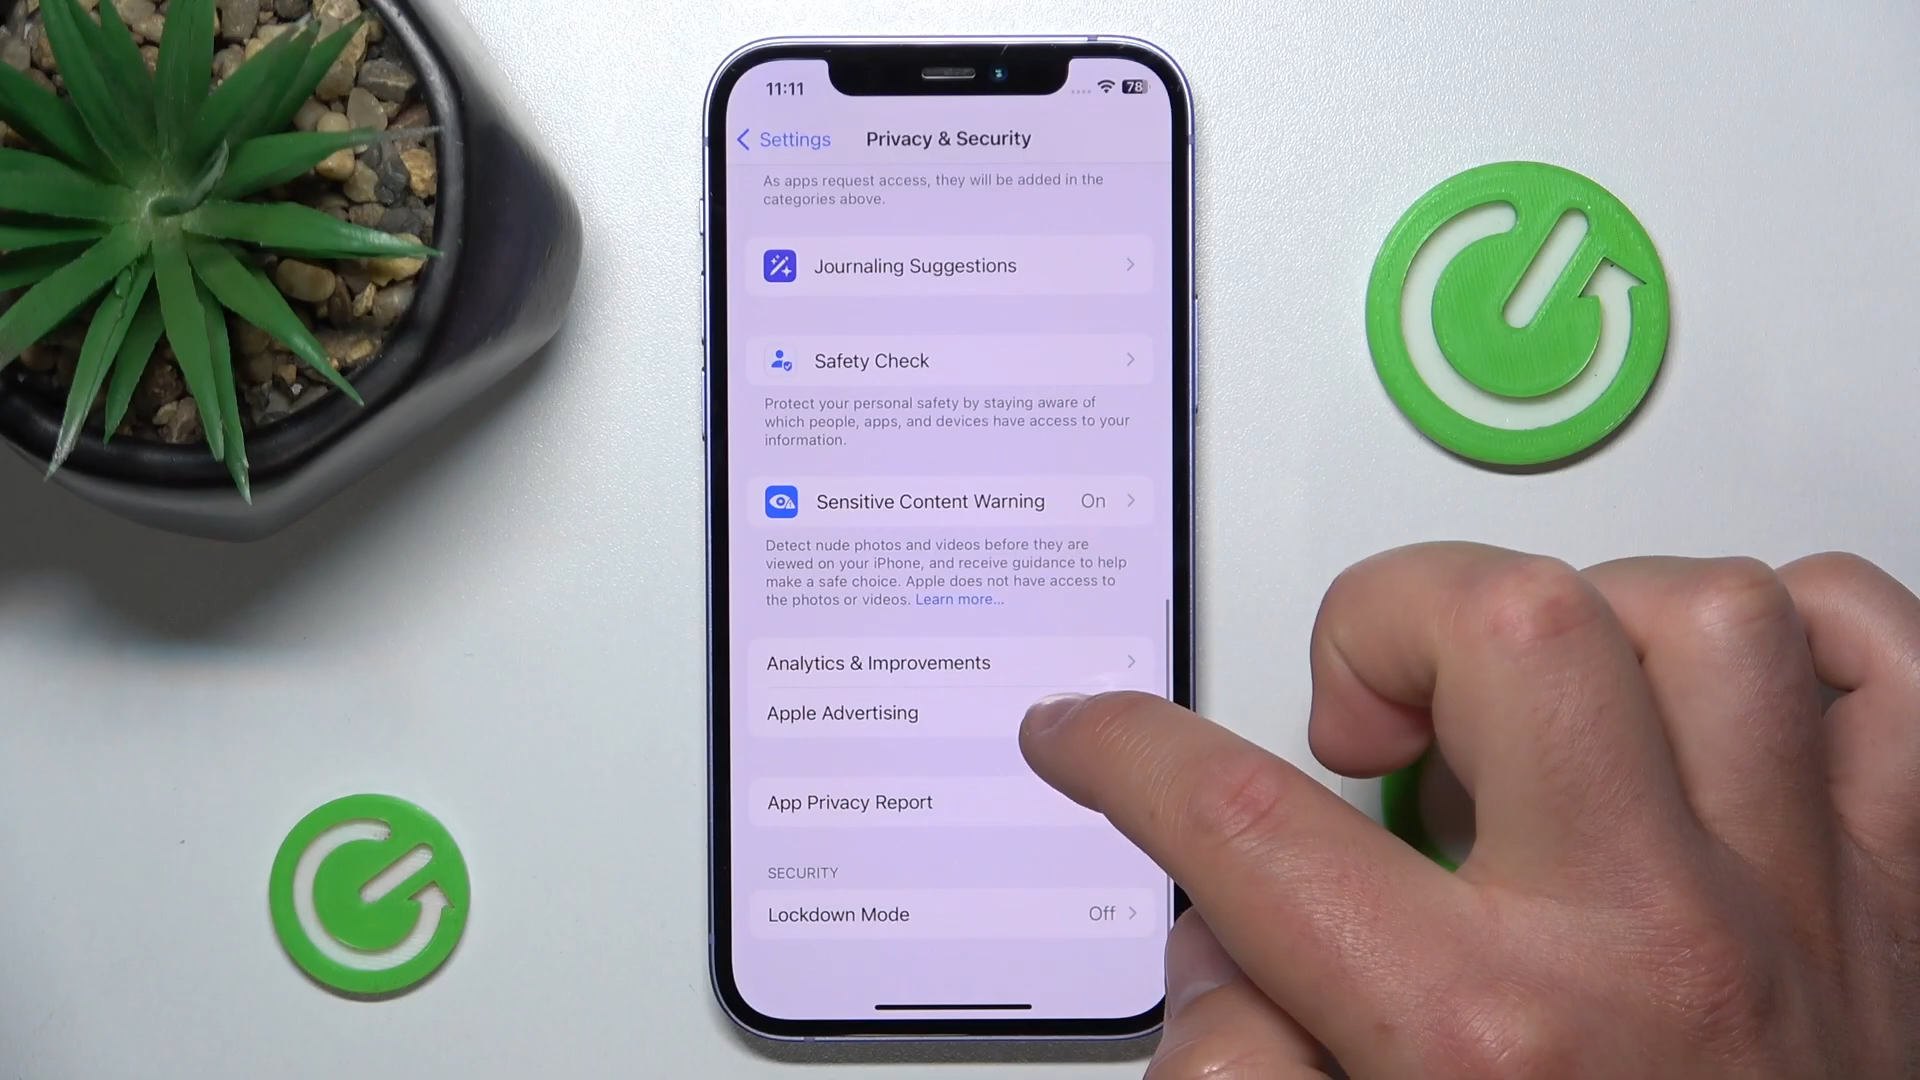 11:11
78
Settings
Privacy & Security
As apps request access, they will be added in the
categories above.
Journaling Suggestions
Safety Check
Protect your personal safety by staying aware of
which people, apps, and devices have access to your
information.
Sensitive Content Warning On
Detect nude photos and videos before they are
viewed on your iPhone, and receive guidance to help
make a safe choice. Apple does not have access to
the photos or videos. Learn more...
Analytics & Improvements
Apple Advertising
App Privacy Report
SECURITY
Lockdown Mode Off